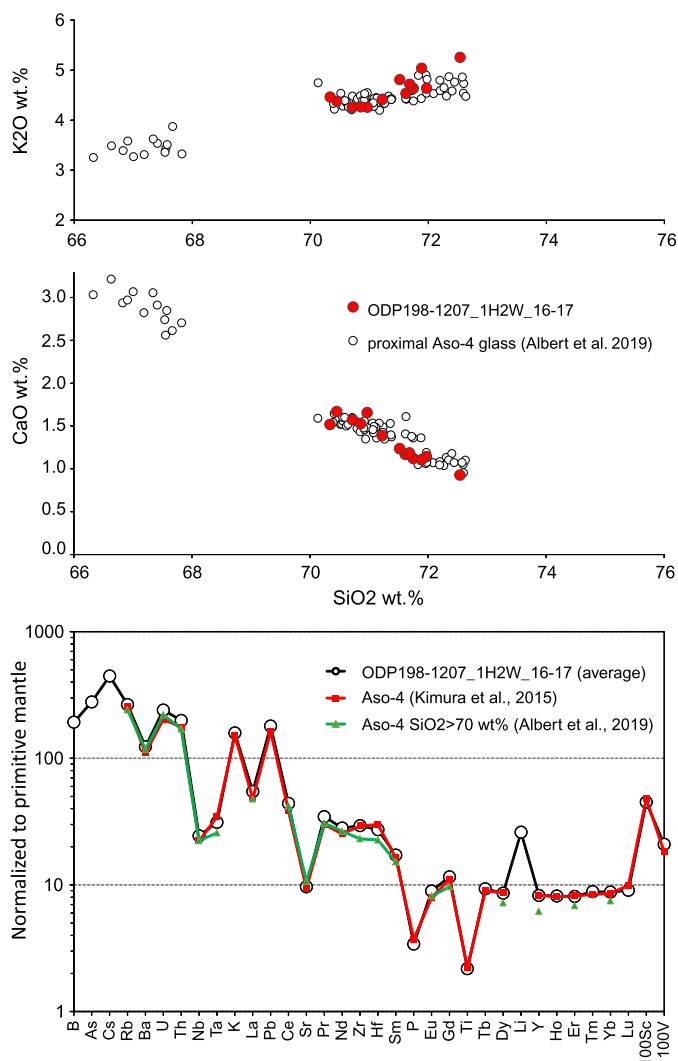 6
5
4
3
2
K2O wt.%
66
68
70
72
74
76
3.0
2.5
2.0
1.5
1.0
0.5
0.0
CaO wt.%
ODP198-1207_1H2W_16-17
proximal Aso-4 glass (Albert et al. 2019)
66
68
70
72
74
76
SiO2 wt.%
1000
100
10
1
Normalized to primitive mantle
ODP198-1207_1H2W_16-17 (average)
Aso-4 (Kimura et al., 2015)
Aso-4 SiO2>70 wt% (Albert et al., 2019)
B
As
Cs
Rb
Ba
U
Th
Nb
Ta
K
La
Pb
Ce
Sr
Pr
Nd
Zr
Hf
Sm
P
Eu
Gd
Ti
Tb
Dy
Li
Y
Ho
Er
Tm
Yb
Lu
100Sc
100V